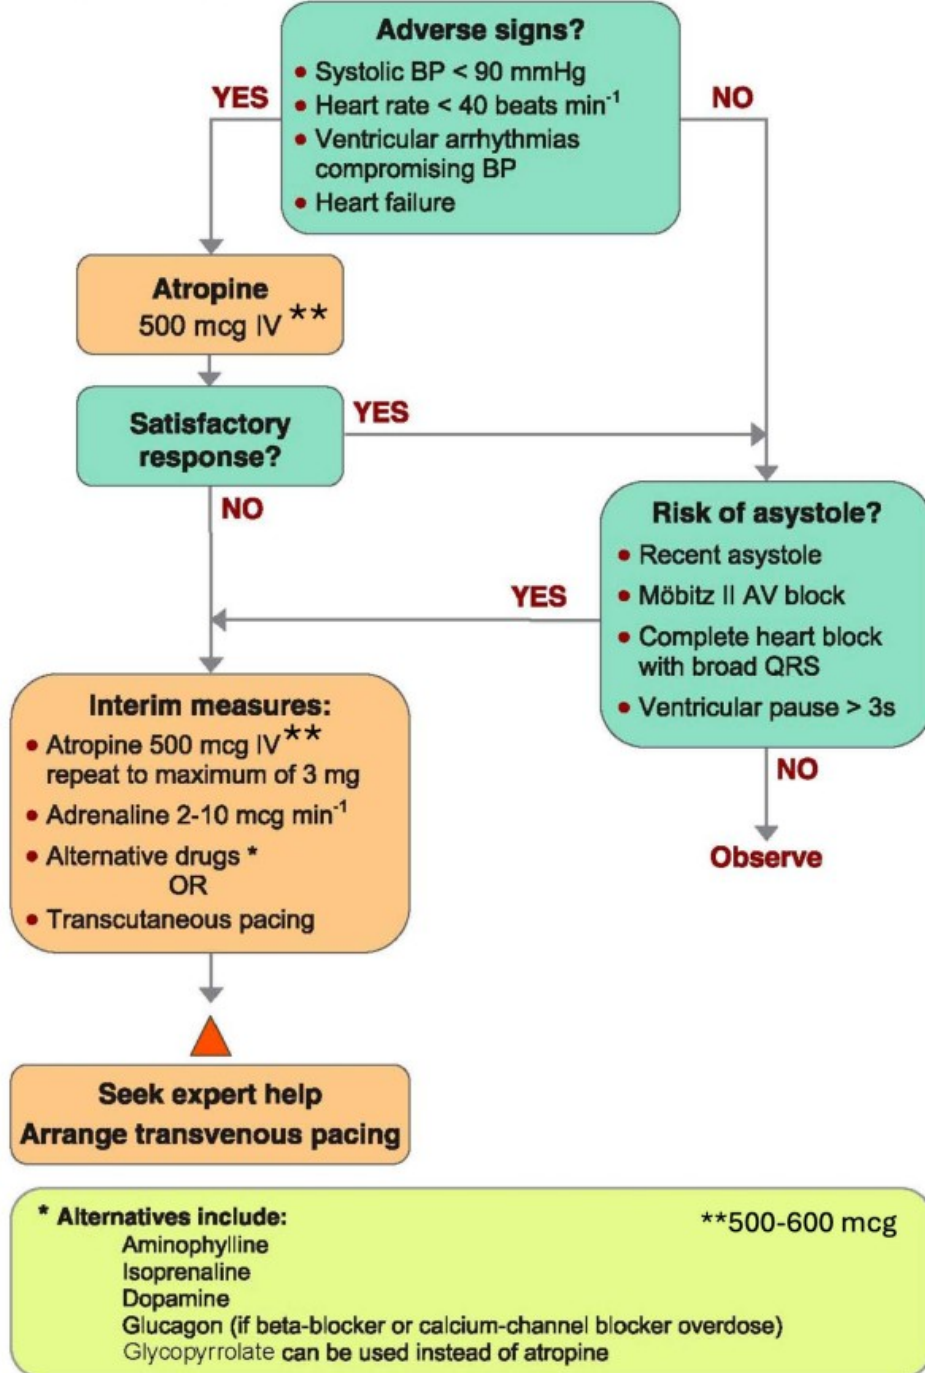 Adverse signs?
• Systolic BP < 90 mmHg
• Heart rate < 40 beats min⁻¹
• Ventricular arrhythmias
compromising BP
• Heart failure
YES
NO
Atropine
500 mcg IV **
Satisfactory
response?
YES
NO
Risk of asystole?
• Recent asystole
• Möbitz II AV block
• Complete heart block
with broad QRS
• Ventricular pause > 3s
YES
NO
Observe
Interim measures:
• Atropine 500 mcg IV **
repeat to maximum of 3 mg
• Adrenaline 2-10 mcg min⁻¹
• Alternative drugs *
OR
• Transcutaneous pacing
Seek expert help
Arrange transvenous pacing
* Alternatives include:
Aminophylline
Isoprenaline
Dopamine
Glucagon (if beta-blocker or calcium-channel blocker overdose)
Glycopyrrolate can be used instead of atropine
**500-600 mcg